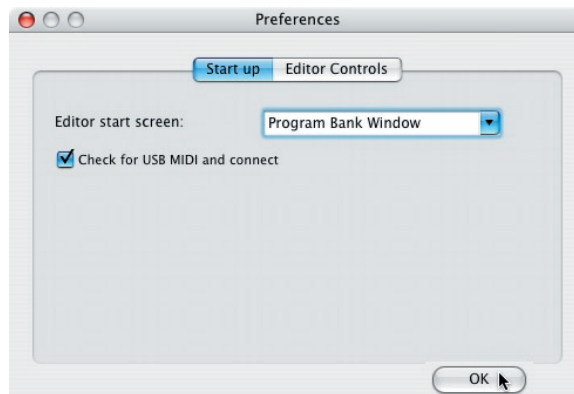 Preferences
Start up Editor Controls
Editor start screen: Program Bank Window
Check for USB MIDI and connect
OK